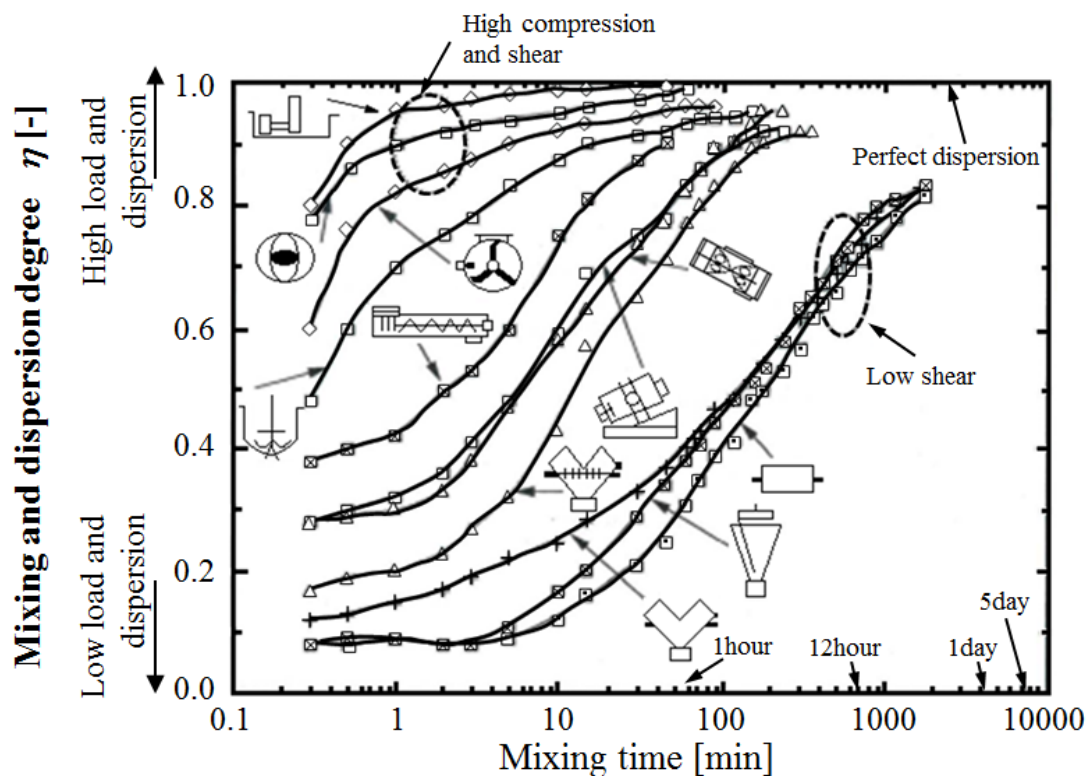 High compression
and shear
Mixing and dispersion degree η [-]
High load and
dispersion
Low load and
dispersion
1.0
0.8
0.6
0.4
0.2
0.0
Perfect dispersion
Low shear
1hour
12hour
1day
5day
0.1
1
10
100
1000
10000
Mixing time [min]